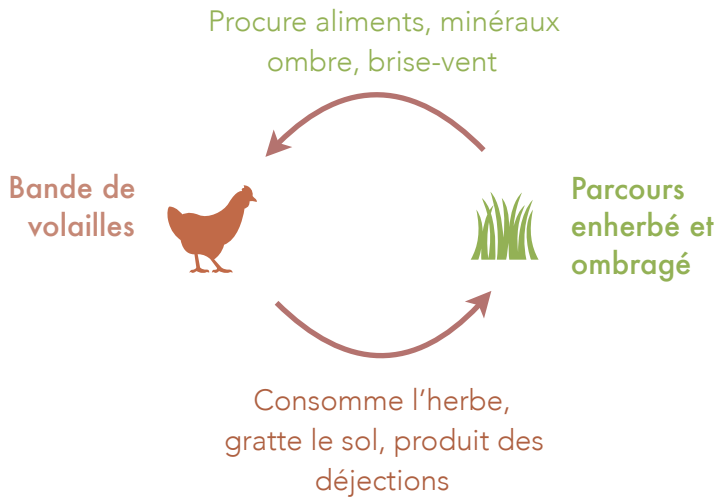 Procure aliments, minéraux
ombre, brise-vent
Bande de
volailles
Parcours
enherbé et
ombragé
Consomme l’herbe,
gratte le sol, produit des
déjections